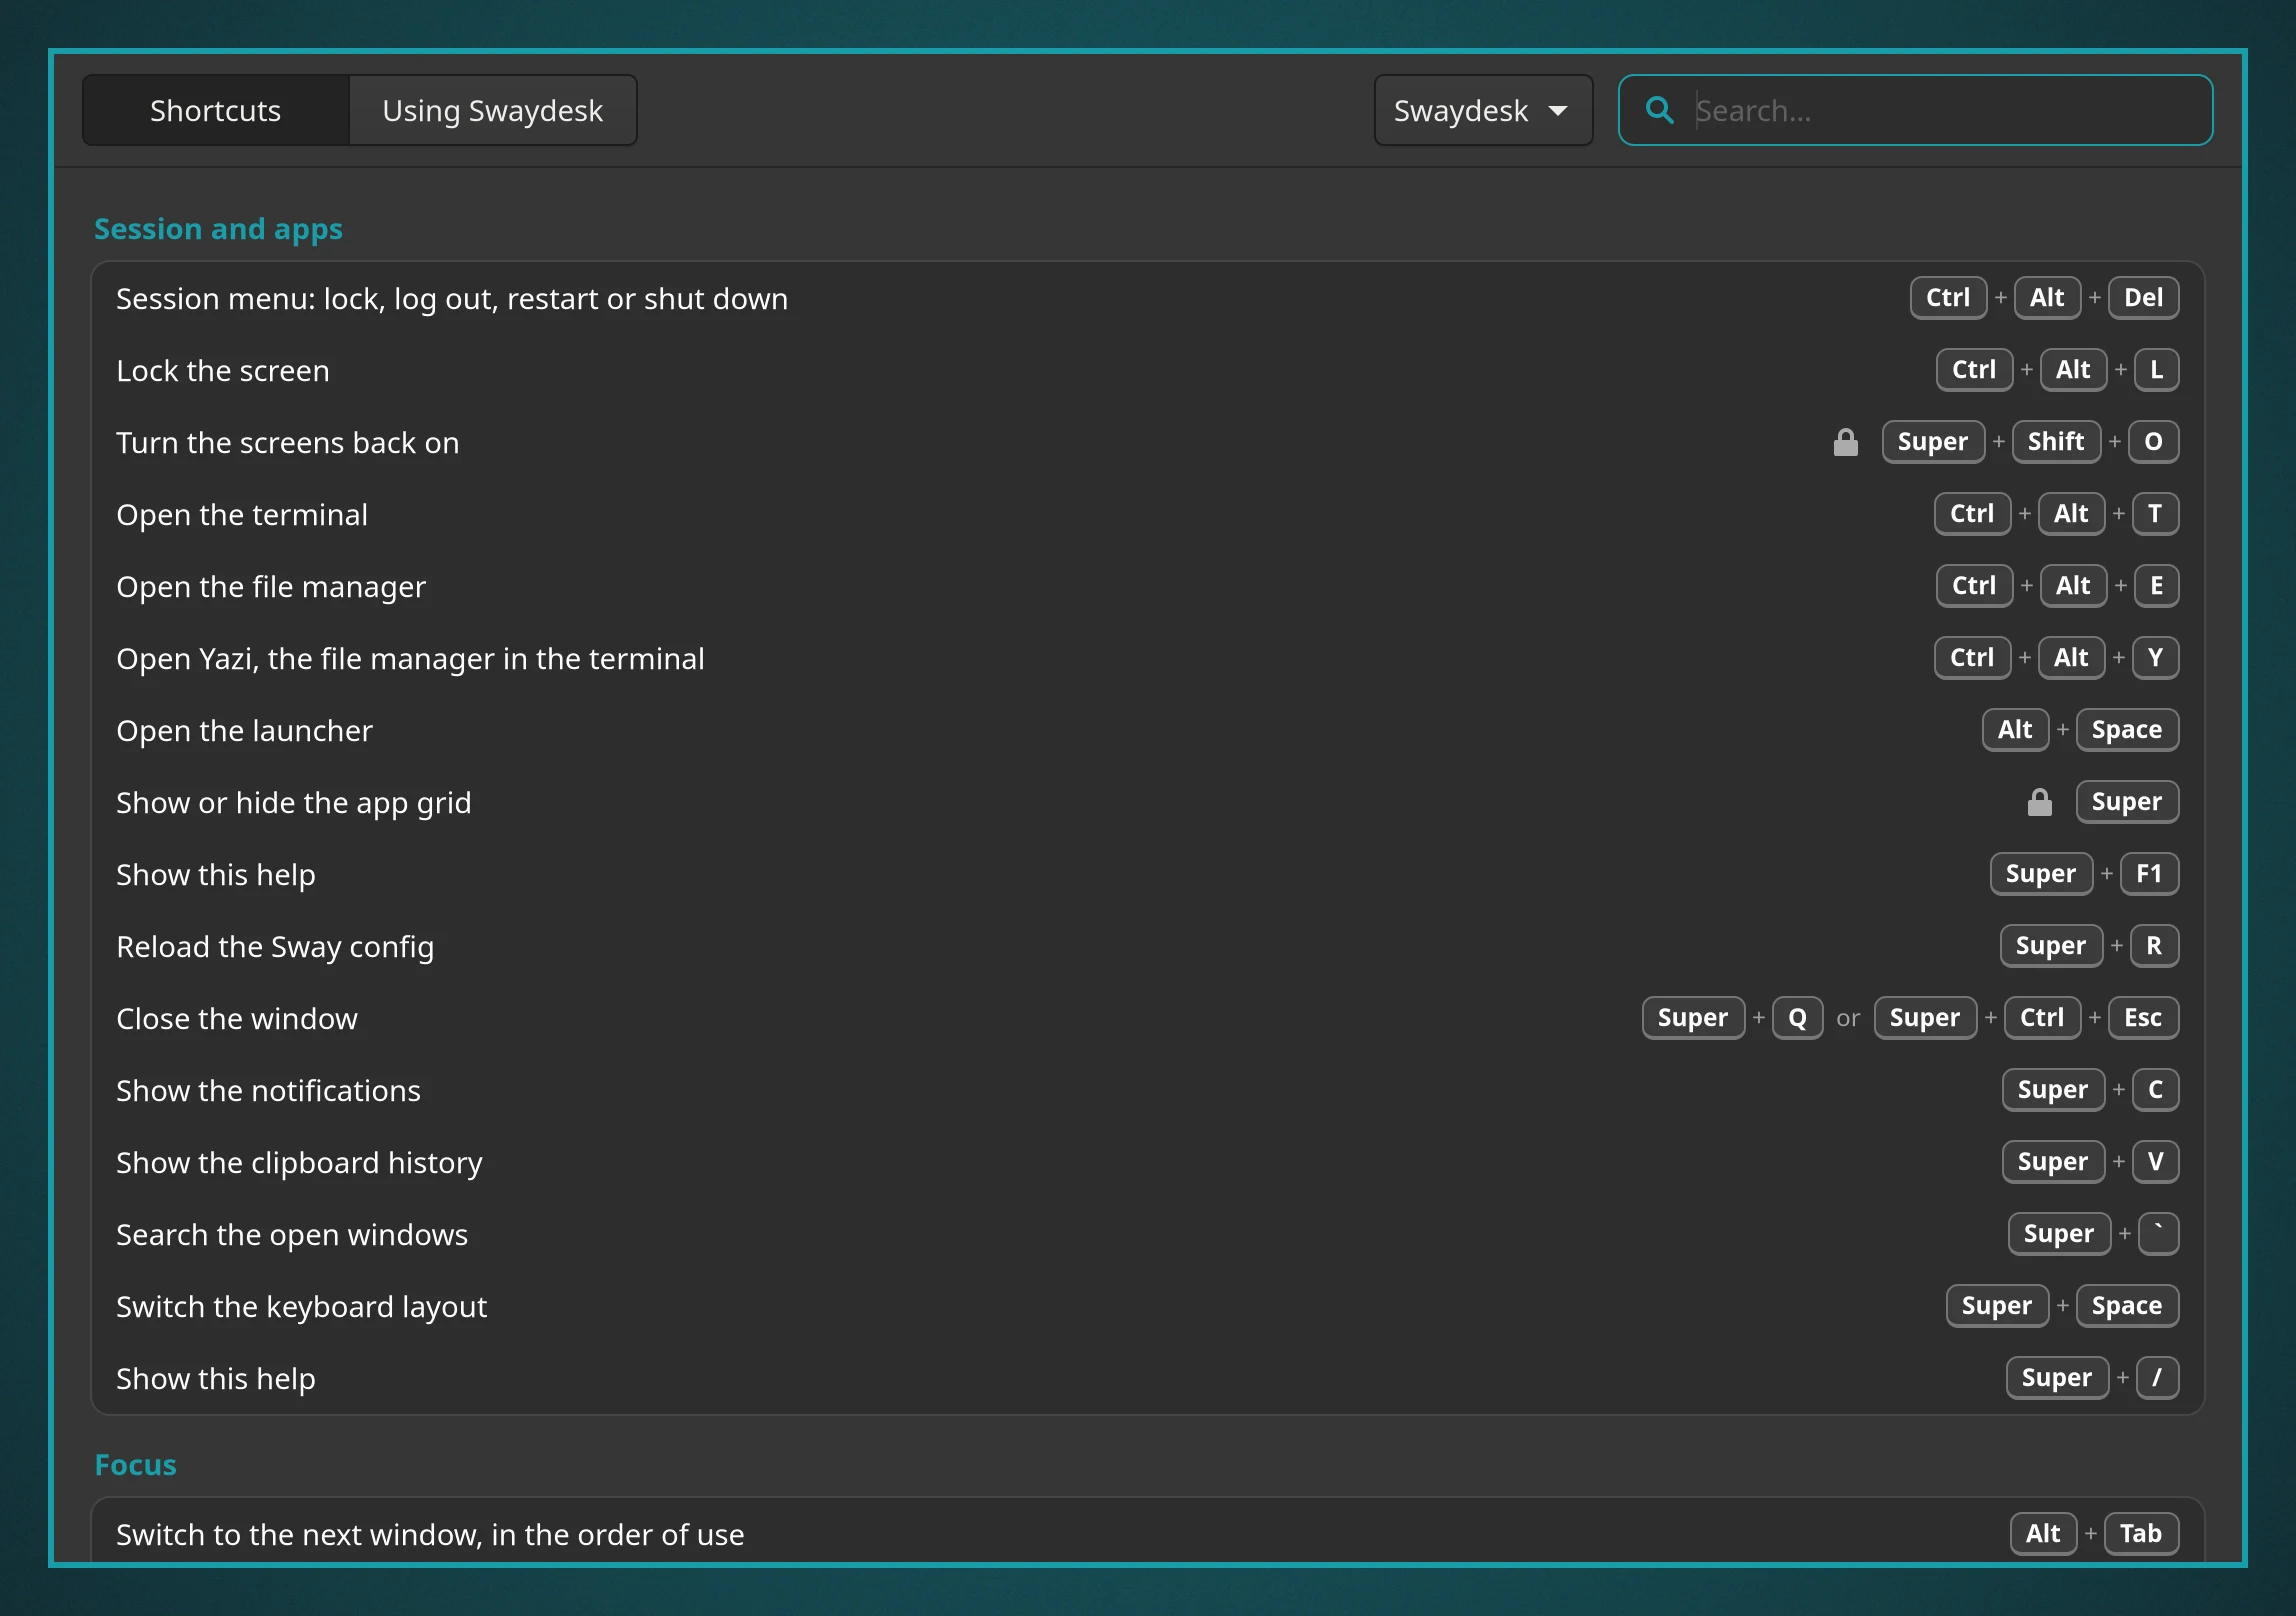 Shortcuts Using Swaydesk Swaydesk Search...
Session and apps
Session menu: lock, log out, restart or shut down Ctrl + Alt + Del
Lock the screen Ctrl + Alt + L
Turn the screens back on Super + Shift + O
Open the terminal Ctrl + Alt + T
Open the file manager Ctrl + Alt + E
Open Yazi, the file manager in the terminal Ctrl + Alt + Y
Open the launcher Alt + Space
Show or hide the app grid Super
Show this help Super + F1
Reload the Sway config Super + R
Close the window Super + Q or Super + Ctrl + Esc
Show the notifications Super + C
Show the clipboard history Super + V
Search the open windows Super + `
Switch the keyboard layout Super + Space
Show this help Super + /
Focus
Switch to the next window, in the order of use Alt + Tab